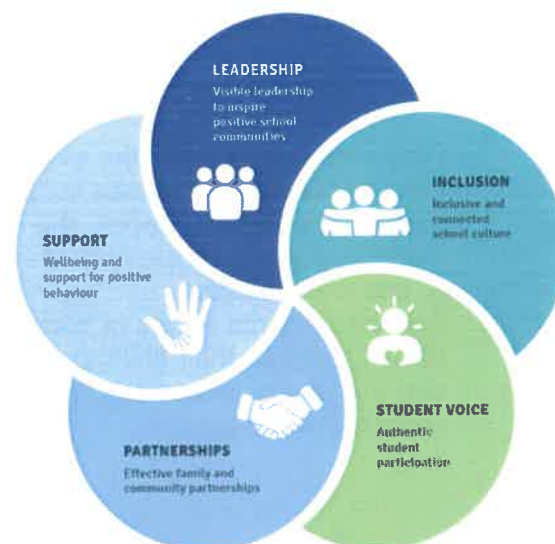 LEADERSHIP
Visible leadership
to inspire
positive school
communities
INCLUSION
Inclusive and
connected
school culture
SUPPORT
Wellbeing and
support for positive
behaviour
STUDENT VOICE
Authentic
student
participation
PARTNERSHIPS
Effective family and
community partnerships